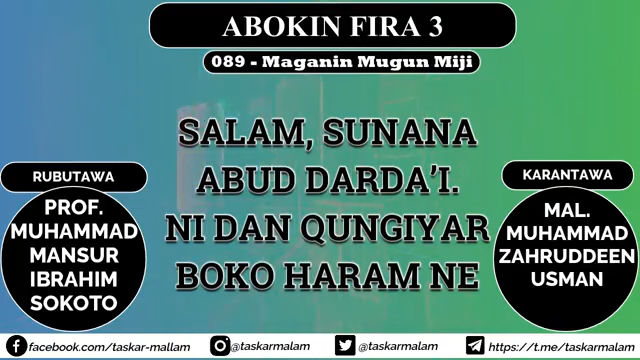 ABOKIN FIRA 3
089 - Maganin Mugun Miji
SALAM, SUNANA
ABUD DARDA'I.
NI DAN QUNGIYAR
BOKO HARAM NE
RUBUTAWA
PROF.
MUHAMMAD
MANSUR
IBRAHIM
SOKOTO
KARANTAWA
MAL.
MUHAMMAD
ZAHRUDDEEN
USMAN
facebook.com/taskar-mallam
@taskarmalam
@taskarmalam
https://t.me/taskarmalam